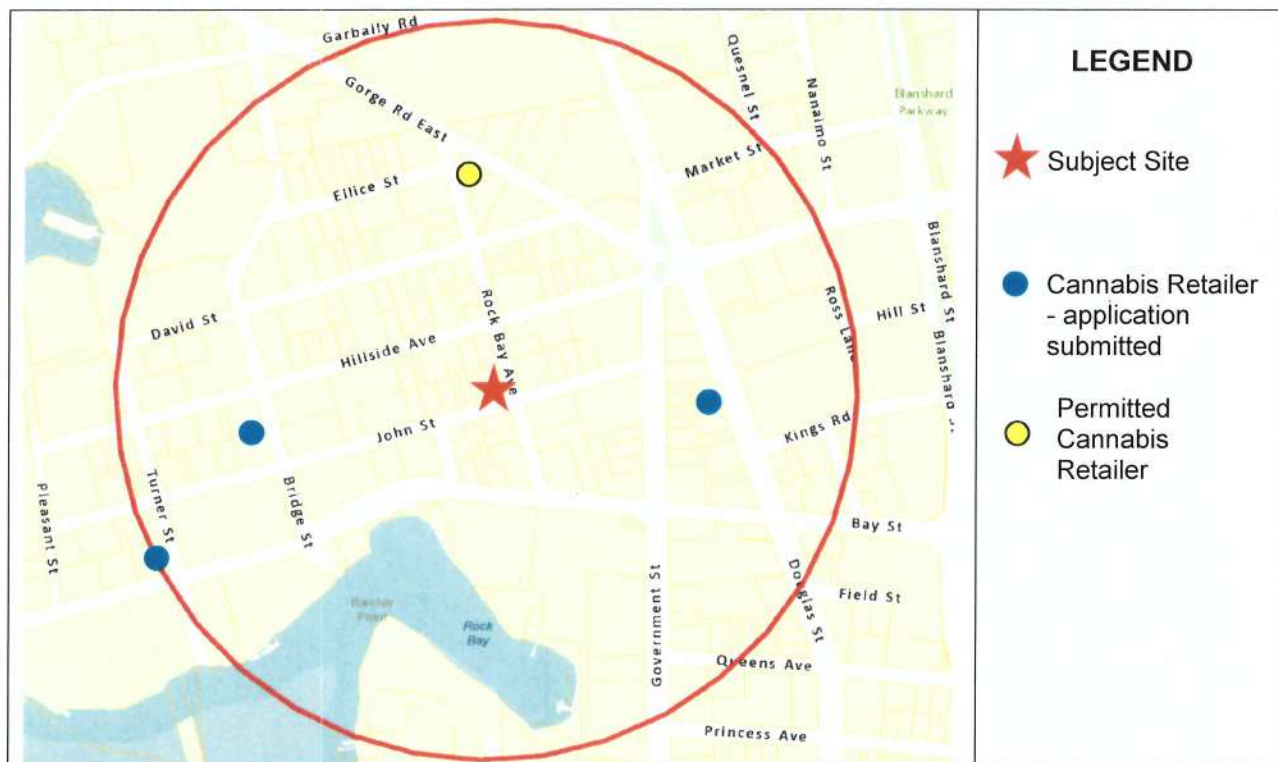 Garbally Rd
Gorge Rd East
Quesnel St
Nanaimo St
Blanshard
Parkway
Market St
Ellice St
Blanshard St
Rock Bay Ave
Ross Lane
Hill St
David St
Hillside Ave
Blanshard St
John St
Kings Rd
Turner St
Bridge St
Pleasant St
Bay St
Douglas St
Field St
Point
Rock
Bay
Government St
Queens Ave
Princess Ave
LEGEND
Subject Site
Cannabis Retailer
- application
submitted
Permitted
Cannabis
Retailer